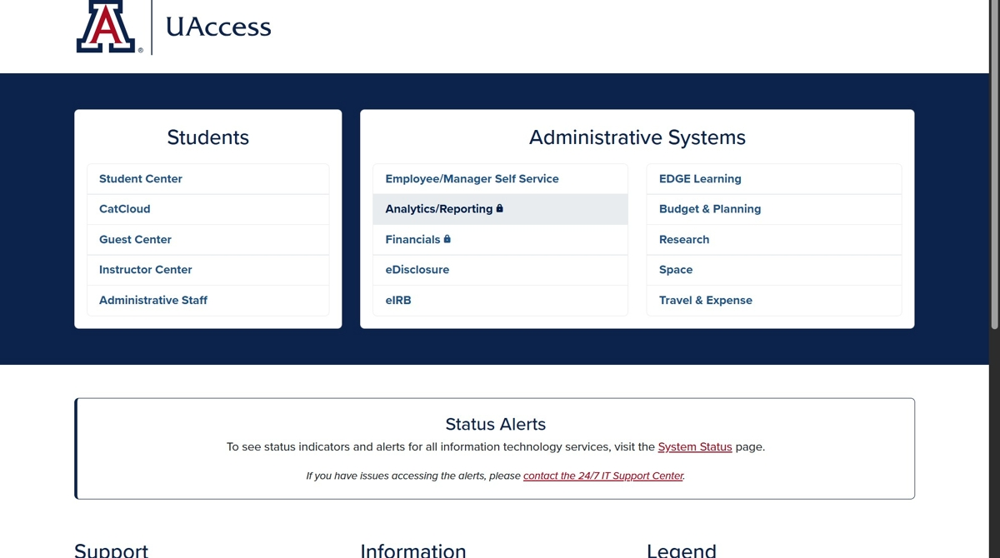 A
®
UAccess
Students
Student Center
CatCloud
Guest Center
Instructor Center
Administrative Staff
Administrative Systems
Employee/Manager Self Service
Analytics/Reporting
Financials
eDisclosure
eIRB
EDGE Learning
Budget & Planning
Research
Space
Travel & Expense
Status Alerts
To see status indicators and alerts for all information technology services, visit the System Status page.
If you have issues accessing the alerts, please contact the 24/7 IT Support Center.
Support
Information
Legend